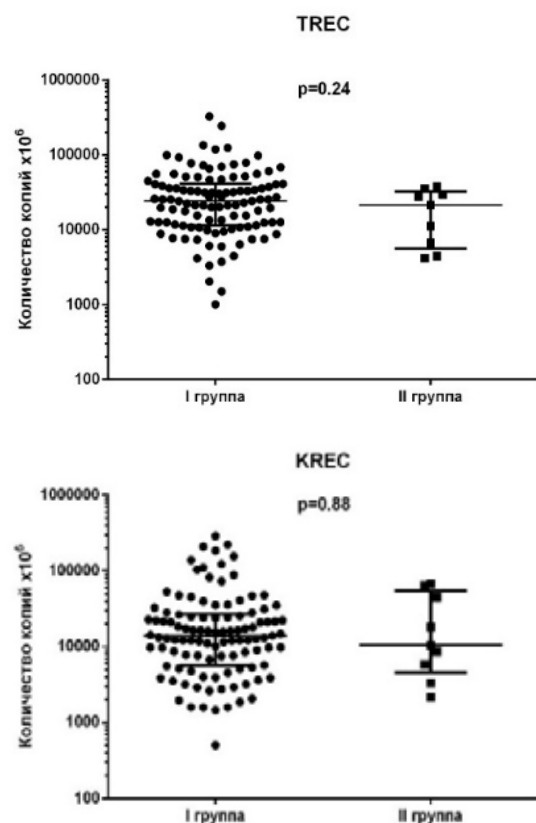 TREC
p=0.24
Количество копий x10⁶
1000000
100000
10000
1000
100
I группа
II группа
KREC
p=0.88
Количество копий x10⁶
1000000
100000
10000
1000
100
I группа
II группа